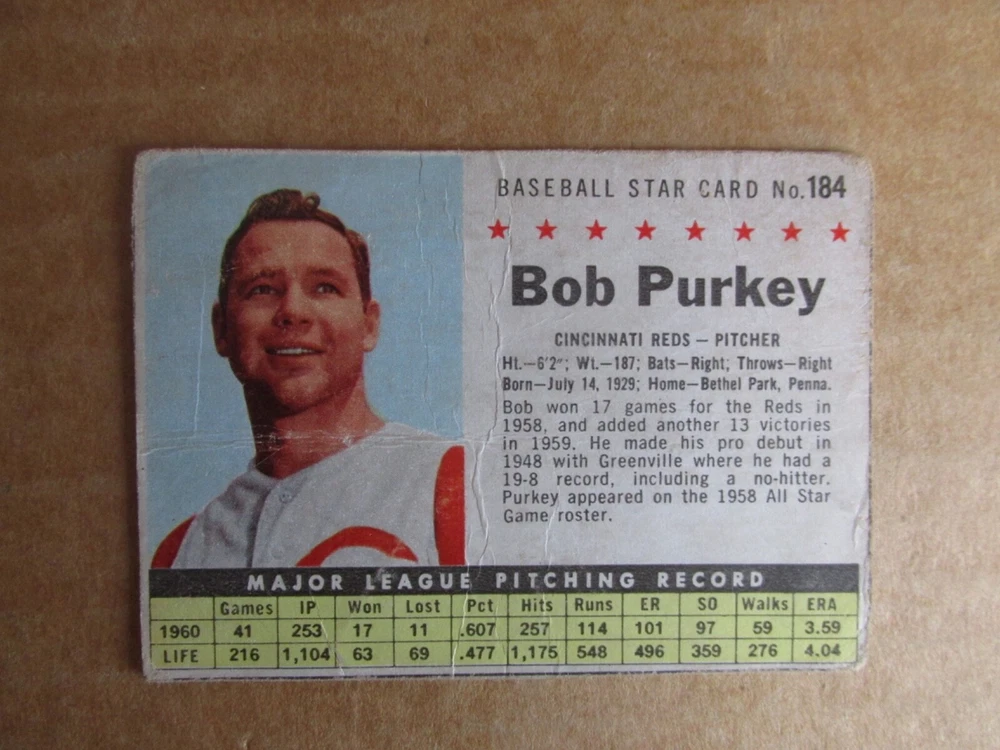 BASEBALL STAR CARD No.184
Bob Purkey
CINCINNATI REDS — PITCHER
Ht.—6'2"; Wt.—187; Bats—Right; Throws—Right
Born—July 14, 1929; Home—Bethel Park, Penna.
Bob won 17 games for the Reds in
1958, and added another 13 victories
in 1959. He made his pro debut in
1948 with Greenville where he had a
19-8 record, including a no-hitter.
Purkey appeared on the 1958 All Star
Game roster.
MAJOR LEAGUE PITCHING RECORD
Games IP Won Lost Pct Hits Runs ER SO Walks ERA
1960 41 253 17 11 .607 257 114 101 97 59 3.59
LIFE 216 1,104 63 69 .477 1,175 548 496 359 276 4.04